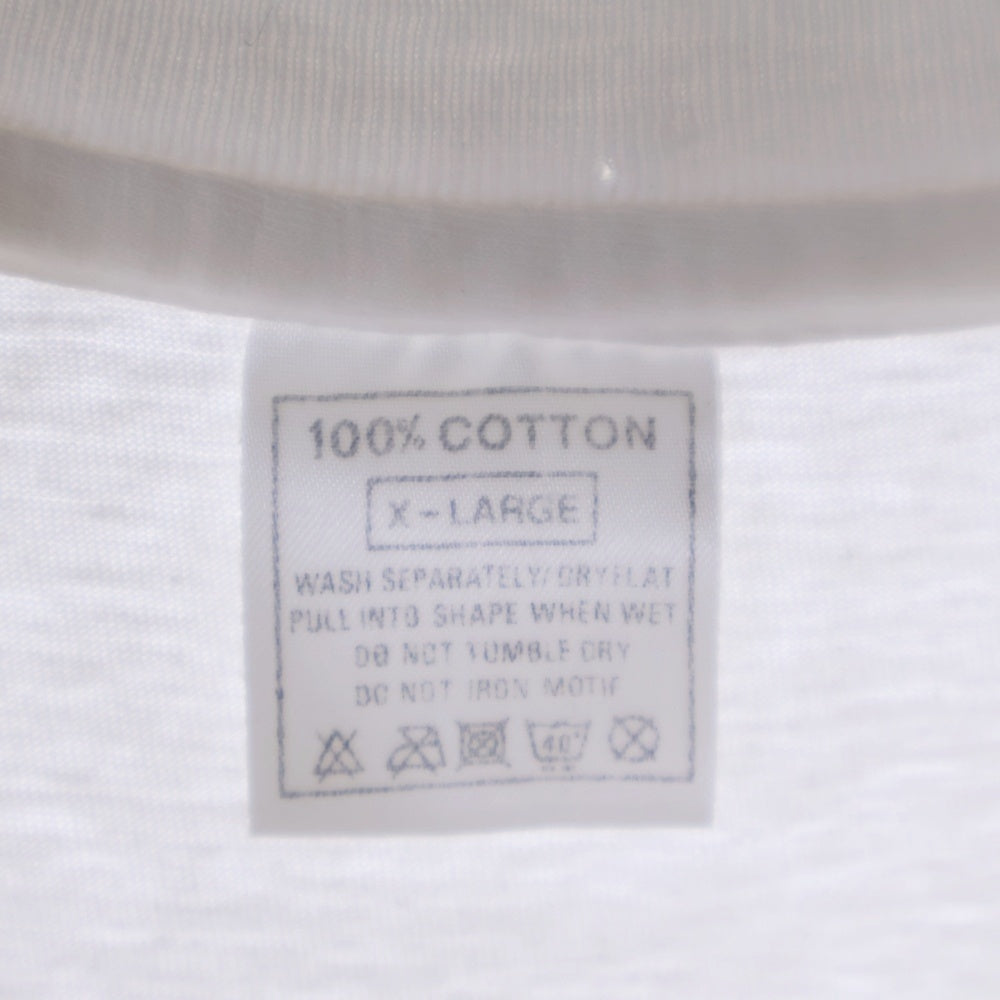 100% COTTON
X-LARGE
WASH SEPARATELY/DRY FLAT
PULL INTO SHAPE WHEN WET
DO NOT TUMBLE DRY
DO NOT IRON MOTIF
40°